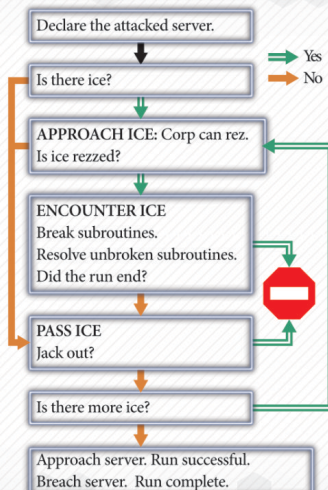 Declare the attacked server.
Yes
No
Is there ice?
APPROACH ICE: Corp can rez.
Is ice rezzed?
ENCOUNTER ICE
Break subroutines.
Resolve unbroken subroutines.
Did the run end?
PASS ICE
Jack out?
Is there more ice?
Approach server. Run successful.
Breach server. Run complete.